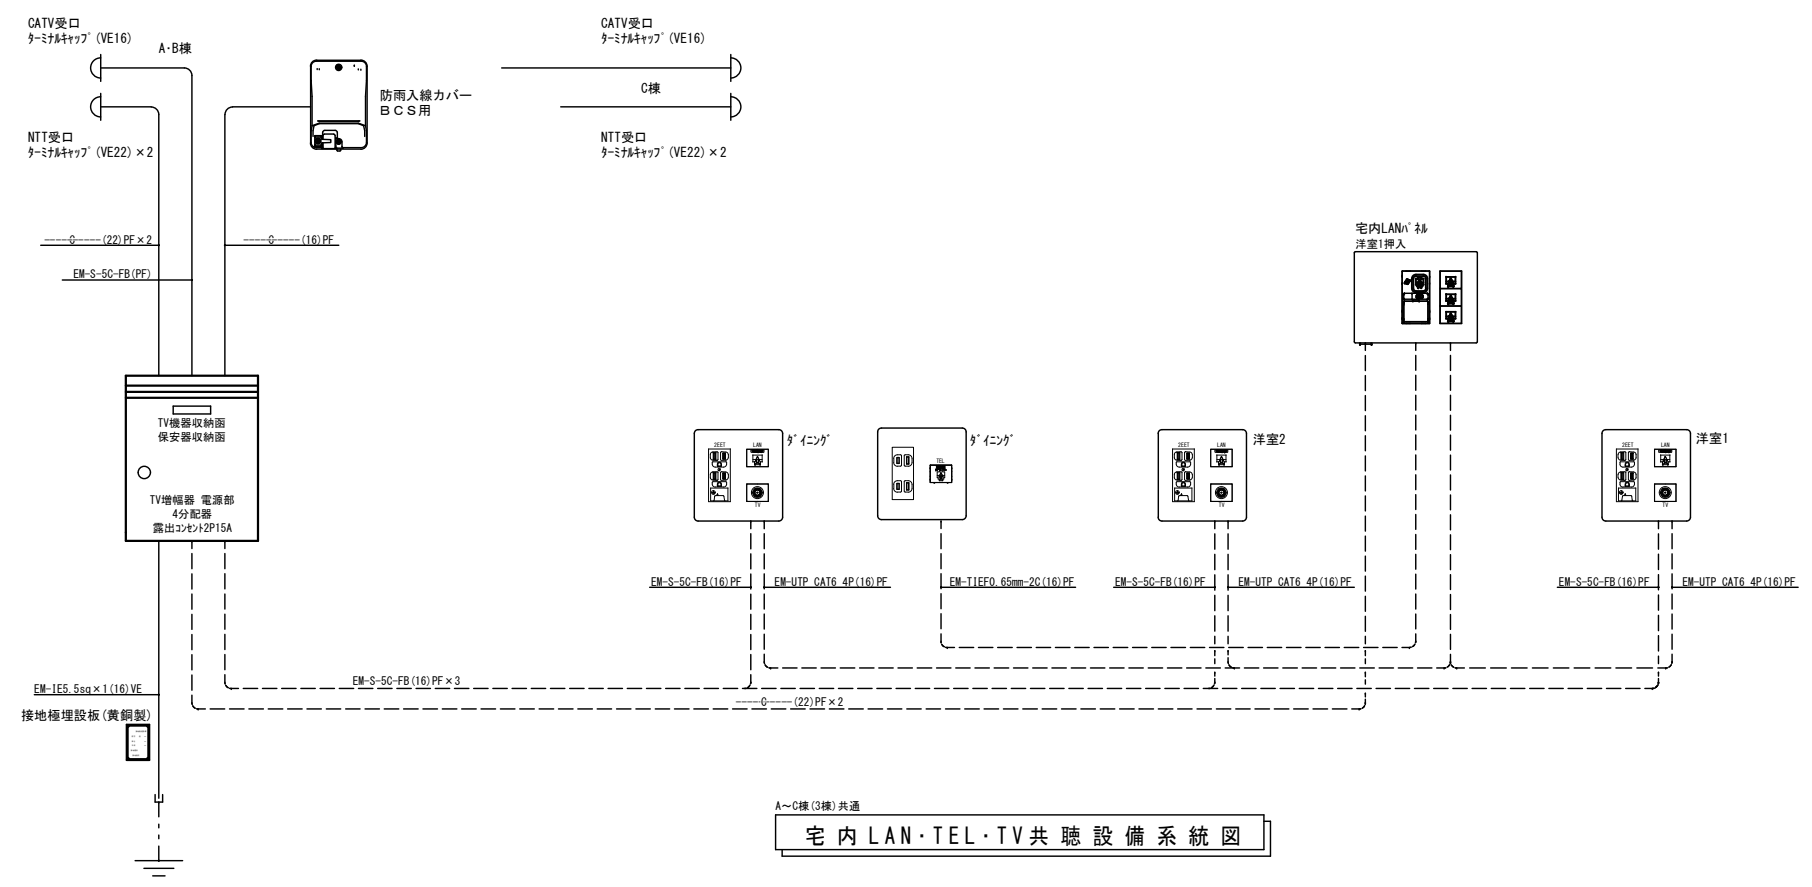 CATV受口
ﾀｰﾐﾅﾙｷｬｯﾌﾟ(VE16)
A･B棟
NTT受口
ﾀｰﾐﾅﾙｷｬｯﾌﾟ(VE22)×2
防雨入線カバー
ＢＣＳ用
CATV受口
ﾀｰﾐﾅﾙｷｬｯﾌﾟ(VE16)
C棟
NTT受口
ﾀｰﾐﾅﾙｷｬｯﾌﾟ(VE22)×2
-----C-----(22)PF×2
-----C-----(16)PF
EM-S-5C-FB(PF)
宅内LANﾊﾟﾈﾙ
洋室1押入
TV機器収納函
保安器収納函
TV増幅器 電源部
4分配器
露出ｺﾝｾﾝﾄ2P15A
ﾀﾞｲﾆﾝｸﾞ
2EET
LAN
TV
ﾀﾞｲﾆﾝｸﾞ
TEL
洋室2
2EET
LAN
TV
洋室1
2EET
LAN
TV
EM-S-5C-FB(16)PF
EM-UTP CAT6 4P(16)PF
EM-TIEF0.65mm-2C(16)PF
EM-S-5C-FB(16)PF
EM-UTP CAT6 4P(16)PF
EM-S-5C-FB(16)PF
EM-UTP CAT6 4P(16)PF
EM-S-5C-FB(16)PF×3
-----C-----(22)PF×2
EM-IE5.5sq×1(16)VE
接地極埋設板(黄銅製)
A～C棟(3棟)共通
宅内LAN･TEL･TV共聴設備系統図